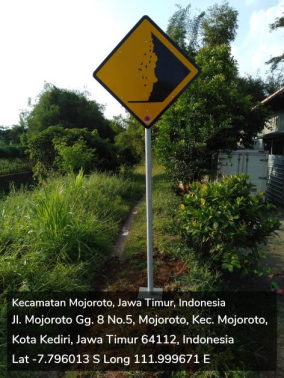 Kecamatan Mojoroto, Jawa Timur, Indonesia
Jl. Mojoroto Gg. 8 No.5, Mojoroto, Kec. Mojoroto,
Kota Kediri, Jawa Timur 64112, Indonesia
Lat -7.796013 S Long 111.999671 E